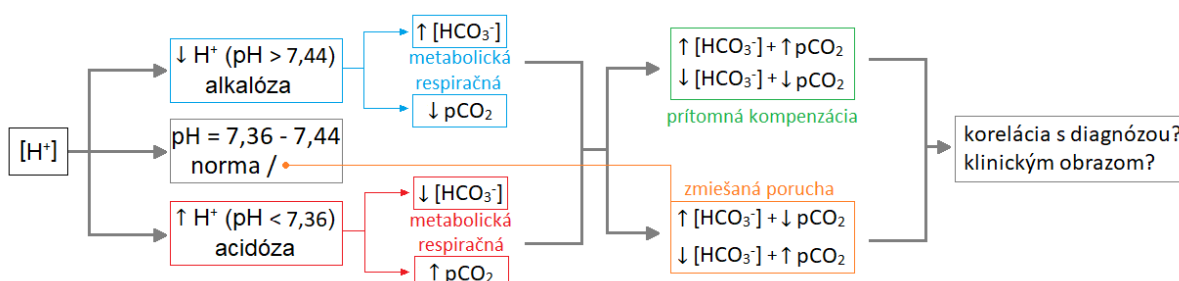 [H⁺]
↓ H⁺ (pH > 7,44)
alkalóza
pH = 7,36 - 7,44
norma /
↑ H⁺ (pH < 7,36)
acidóza
↑ [HCO₃⁻]
metabolická
respiračná
↓ pCO₂
↓ [HCO₃⁻]
metabolická
respiračná
↑ pCO₂
↑ [HCO₃⁻] + ↑ pCO₂
↓ [HCO₃⁻] + ↓ pCO₂
prítomná kompenzácia
zmiešaná porucha
↑ [HCO₃⁻] + ↓ pCO₂
↓ [HCO₃⁻] + ↑ pCO₂
korelácia s diagnózou?
klinickým obrazom?